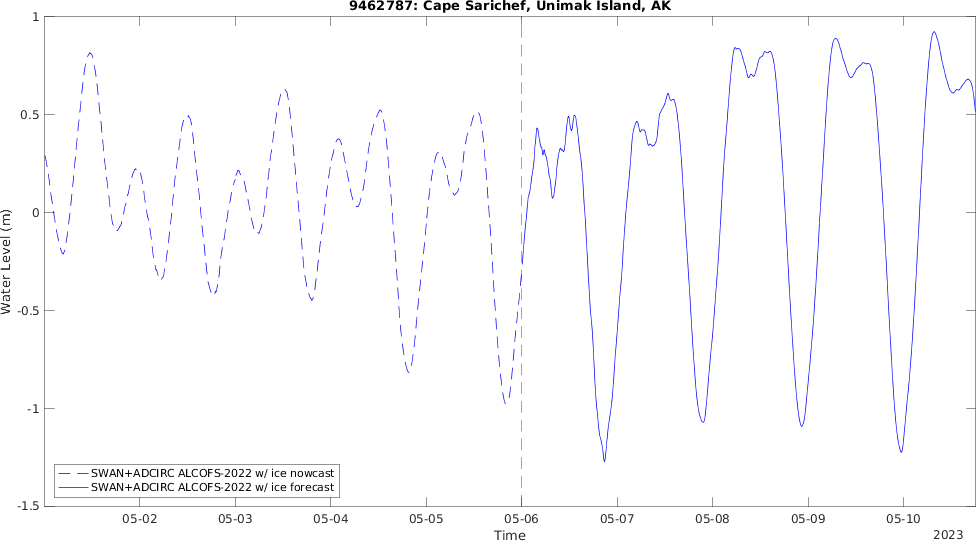 9462787: Cape Sarichef, Unimak Island, AK
1
0.5
0
-0.5
-1
-1.5
Water Level (m)
SWAN+ADCIRC ALCOFS-2022 w/ ice nowcast
SWAN+ADCIRC ALCOFS-2022 w/ ice forecast
05-02 05-03 05-04 05-05 05-06 05-07 05-08 05-09 05-10
Time
2023